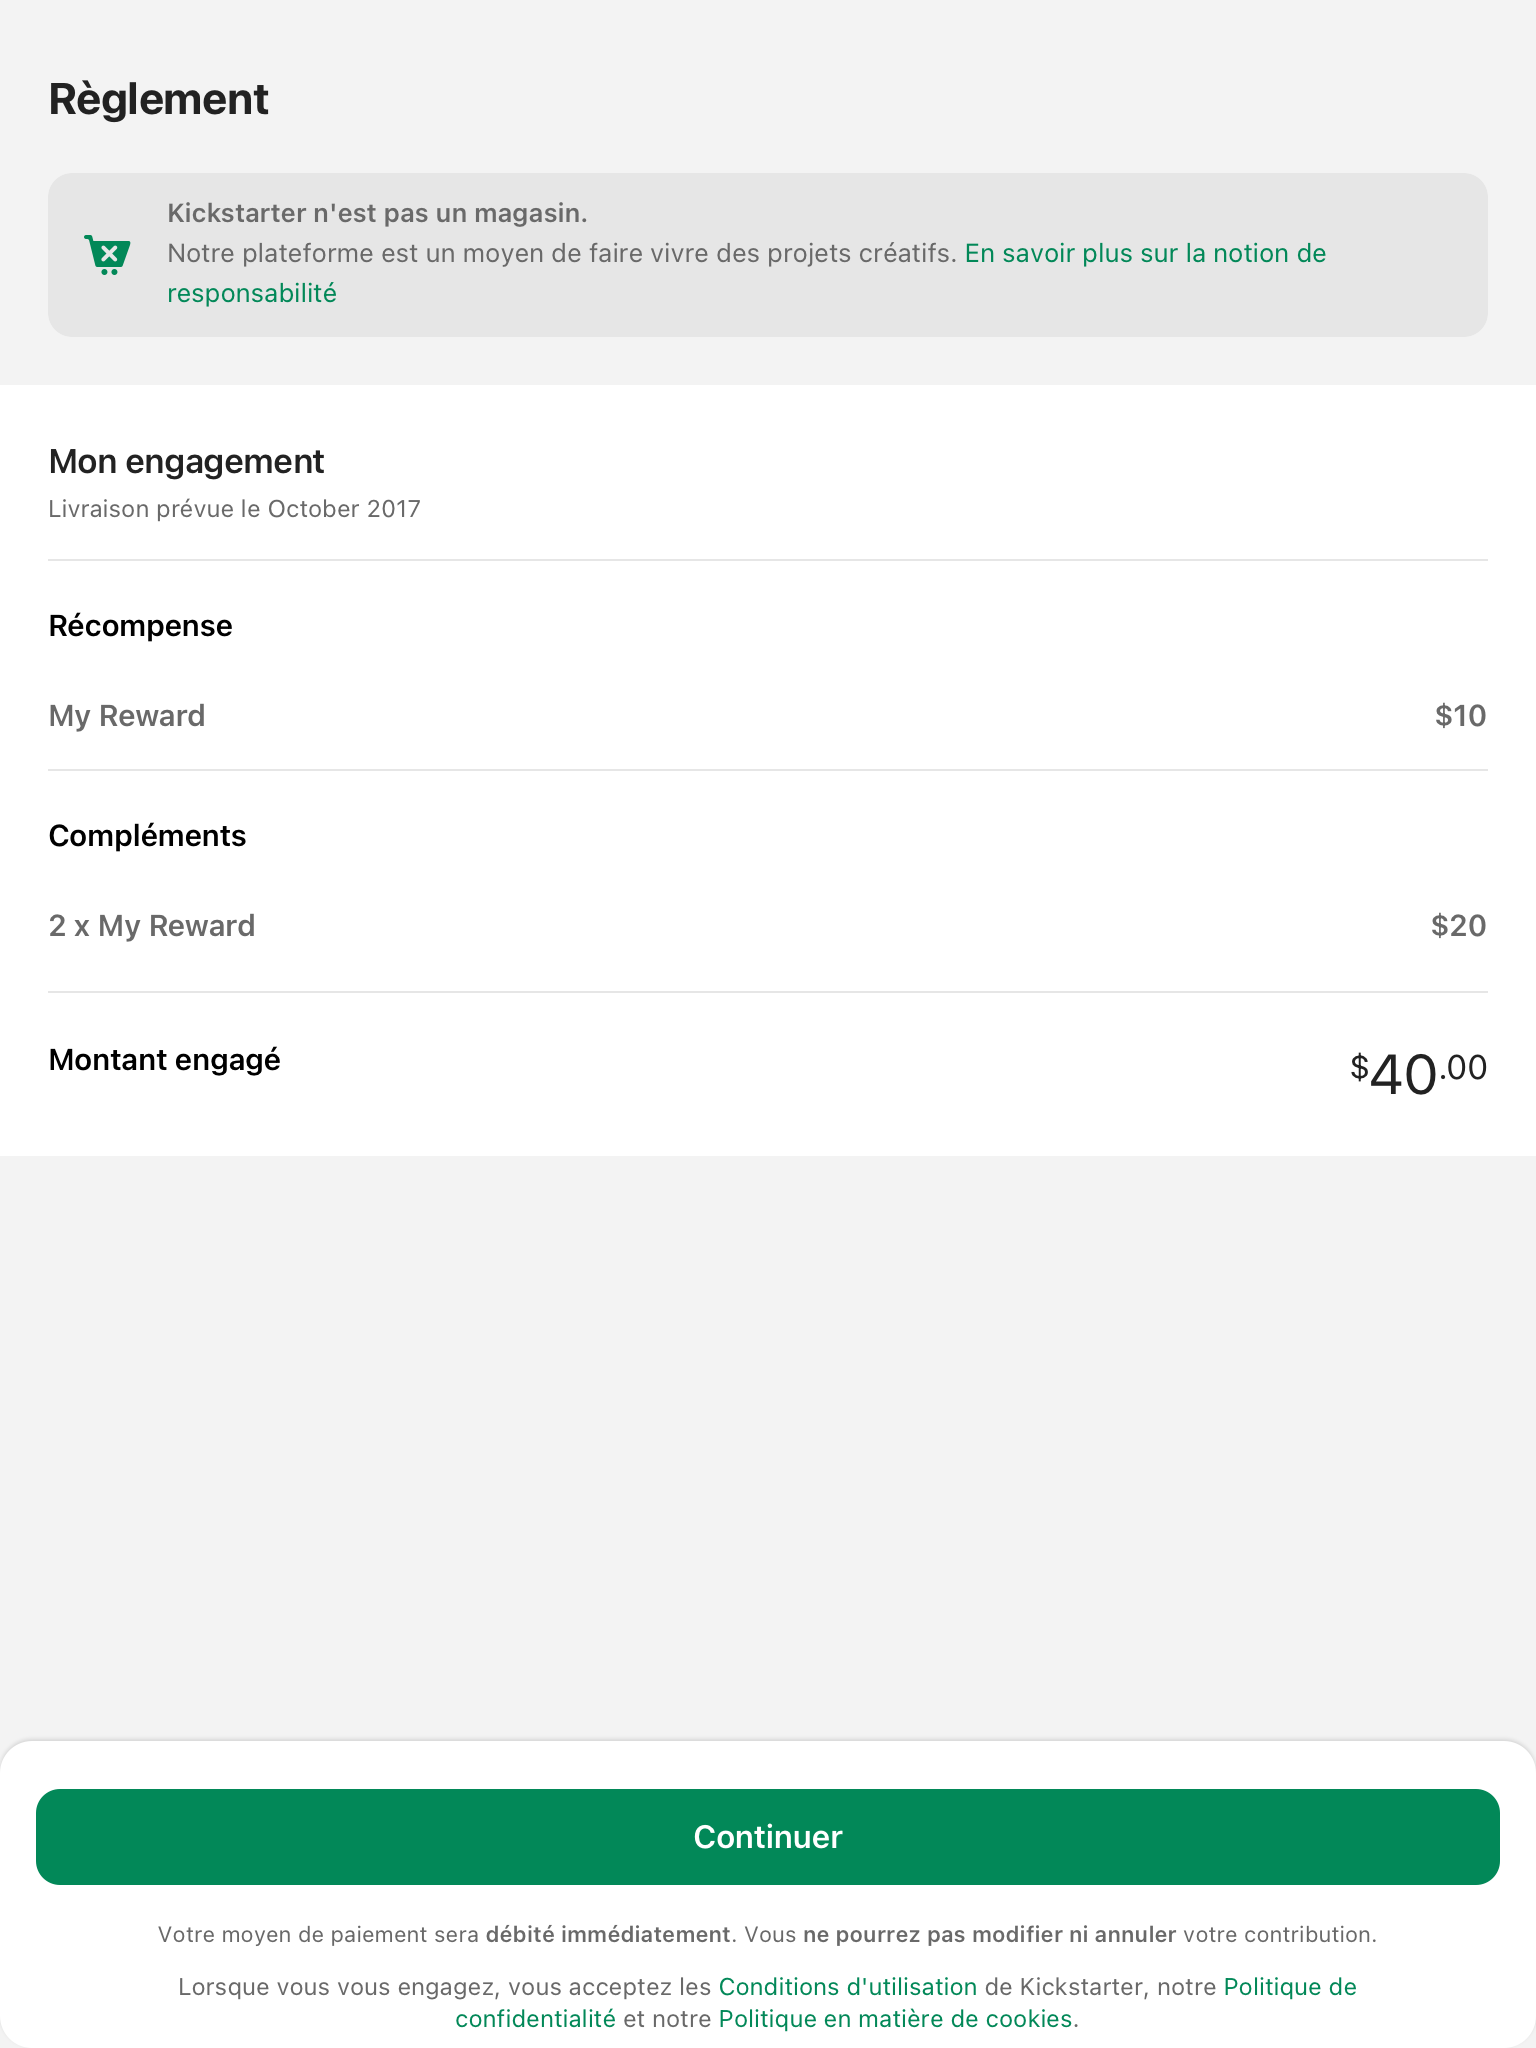 Règlement
Kickstarter n'est pas un magasin.
Notre plateforme est un moyen de faire vivre des projets créatifs. En savoir plus sur la notion de
responsabilité
Mon engagement
Livraison prévue le October 2017
Récompense
My Reward $10
Compléments
2 x My Reward $20
Montant engagé $40.00
Continuer
Votre moyen de paiement sera débité immédiatement. Vous ne pourrez pas modifier ni annuler votre contribution.
Lorsque vous vous engagez, vous acceptez les Conditions d'utilisation de Kickstarter, notre Politique de
confidentialité et notre Politique en matière de cookies.